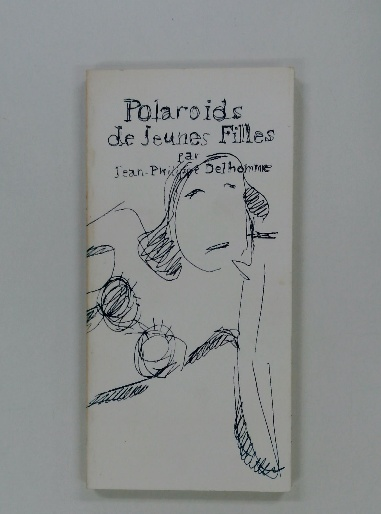 Polaroids
de Jeunes Filles
par
Jean-Philippe Delhomme